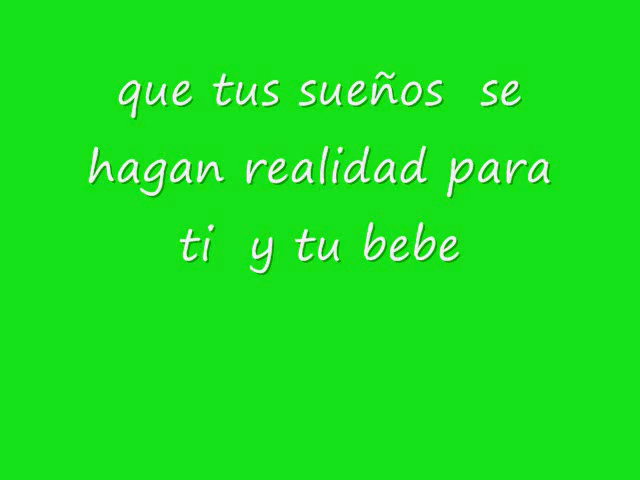 que tus sueños se
hagan realidad para
ti y tu bebe